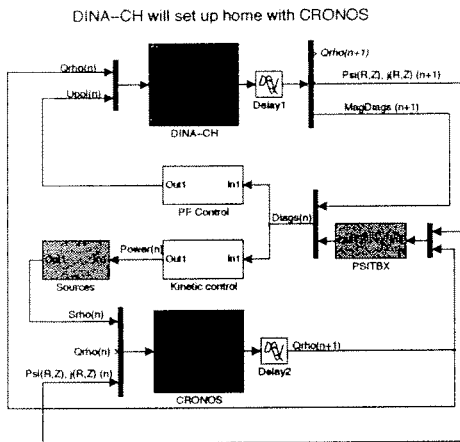 DINA-CH will set up home with CRONOS
Qrho(n)
Upol(n)
DINA-CH
Delay1
Qrho(n+1)
Psi(R,Z), j(R,Z) (n+1)
MagDiags (n+1)
Out1
In1
PF Control
Diags(n)
PSITBX
Power(n)
Out1
In1
Kinetic control
Out1
In1
Sources
Srho(n)
Qrho(n)
Psi(R,Z), j(R,Z) (n)
CRONOS
Delay2
Qrho(n+1)